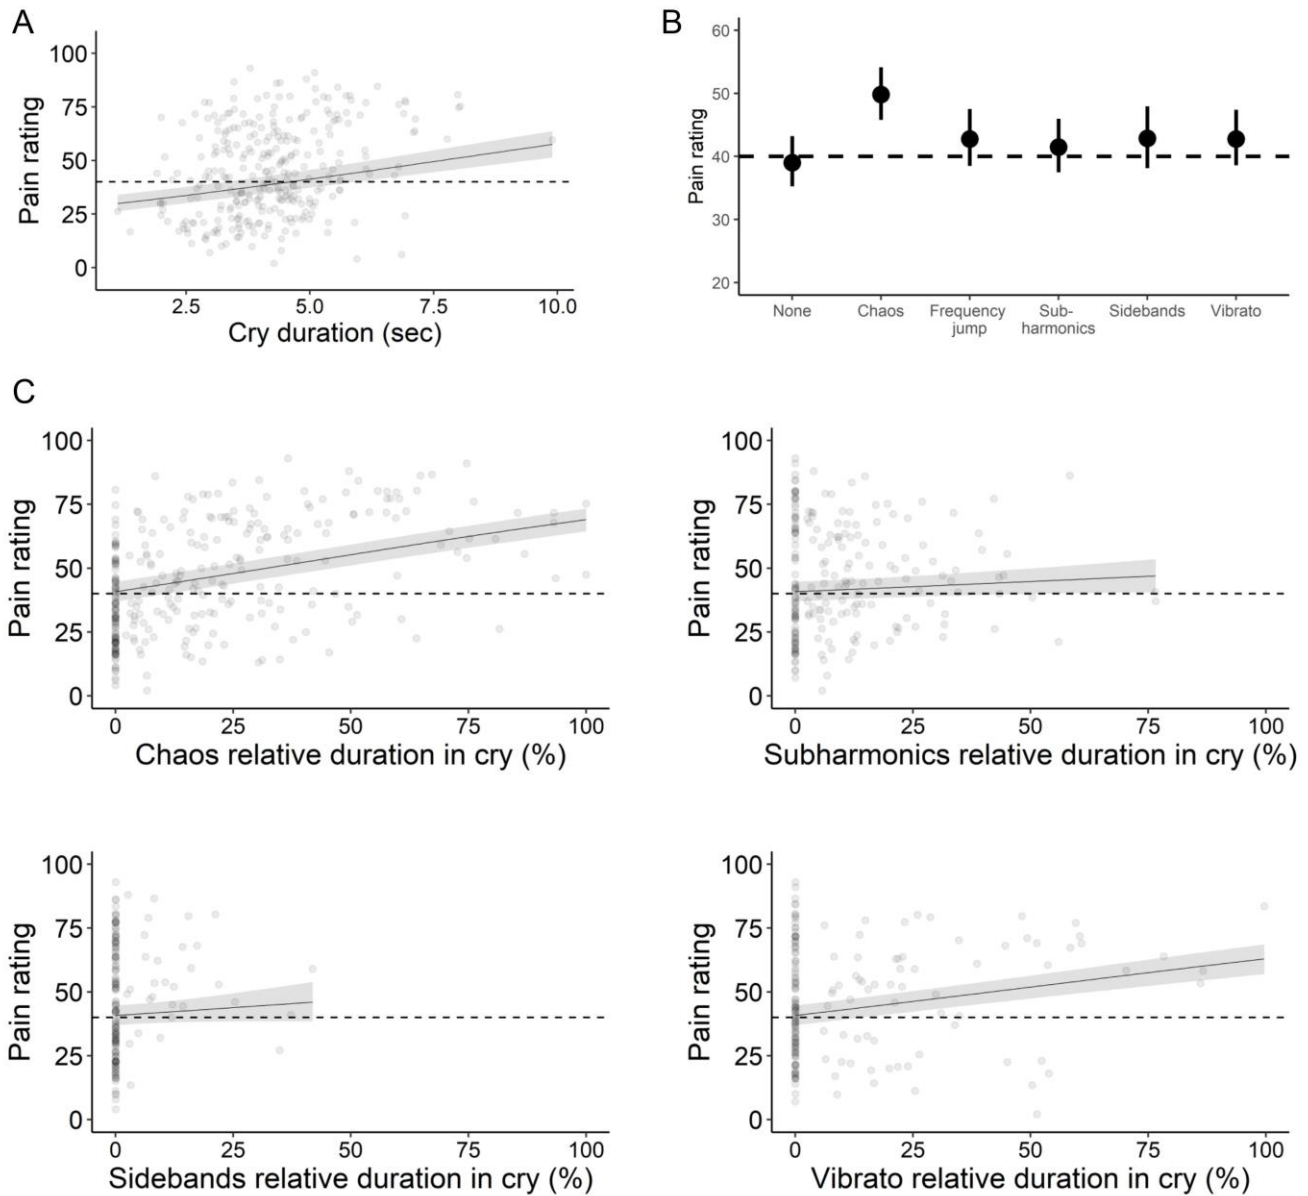 A
100
75
50
25
0
Pain rating
2.5 5.0 7.5 10.0
Cry duration (sec)
B
60
50
40
30
20
Pain rating
None Chaos Frequency Sub- Sidebands Vibrato
jump harmonics
C
100
75
50
25
0
Pain rating
0 25 50 75 100
Chaos relative duration in cry (%)
100
75
50
25
0
Pain rating
0 25 50 75 100
Subharmonics relative duration in cry (%)
100
75
50
25
0
Pain rating
0 25 50 75 100
Sidebands relative duration in cry (%)
100
75
50
25
0
Pain rating
0 25 50 75 100
Vibrato relative duration in cry (%)